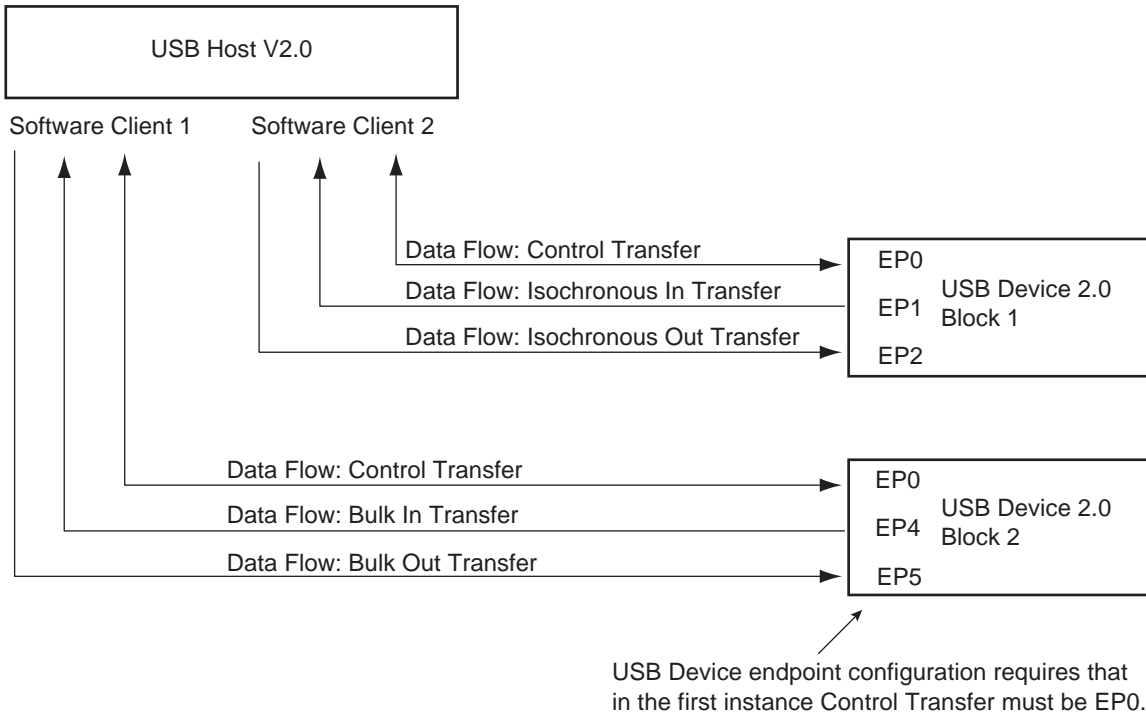 USB Host V2.0
Software Client 1
Software Client 2
Data Flow: Control Transfer
Data Flow: Isochronous In Transfer
Data Flow: Isochronous Out Transfer
EP0
EP1
EP2
USB Device 2.0
Block 1
Data Flow: Control Transfer
Data Flow: Bulk In Transfer
Data Flow: Bulk Out Transfer
EP0
EP4
EP5
USB Device 2.0
Block 2
USB Device endpoint configuration requires that
in the first instance Control Transfer must be EP0.